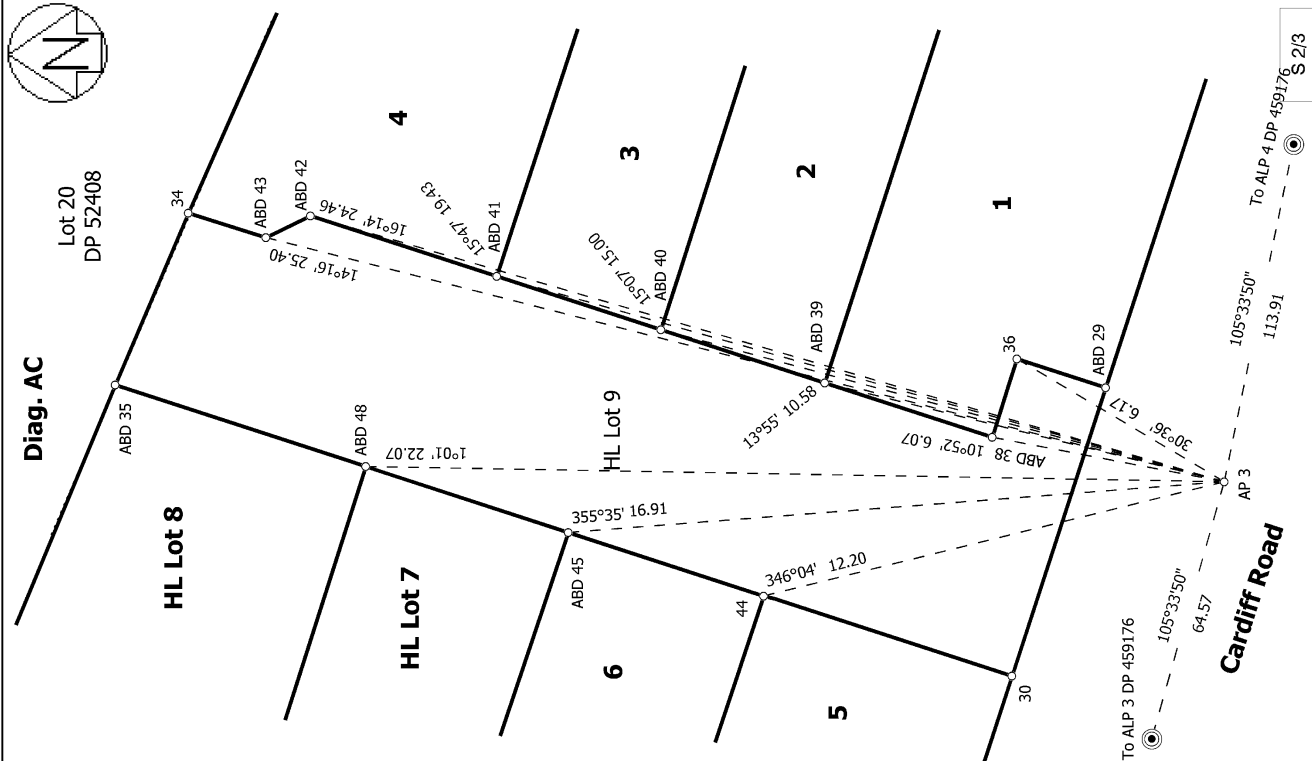 N
Diag. AC
Lot 20
DP 52408
34
ABD 43
ABD 42
4
16°14' 24.46
15°47' 19.43
ABD 41
14°16' 25.40
3
15°07' 15.00
ABD 40
2
ABD 39
13°55' 10.58
1
36
ABD 29
ABD 38
10°52' 6.07
30°36'
6.17
To ALP 4 DP 459176
S 2/3
105°33'50"
113.91
AP 3
ABD 35
ABD 48
1°01' 22.07
HL Lot 9
HL Lot 8
HL Lot 7
355°35' 16.91
ABD 45
346°04' 12.20
44
6
5
30
To ALP 3 DP 459176
105°33'50"
64.57
Cardiff Road